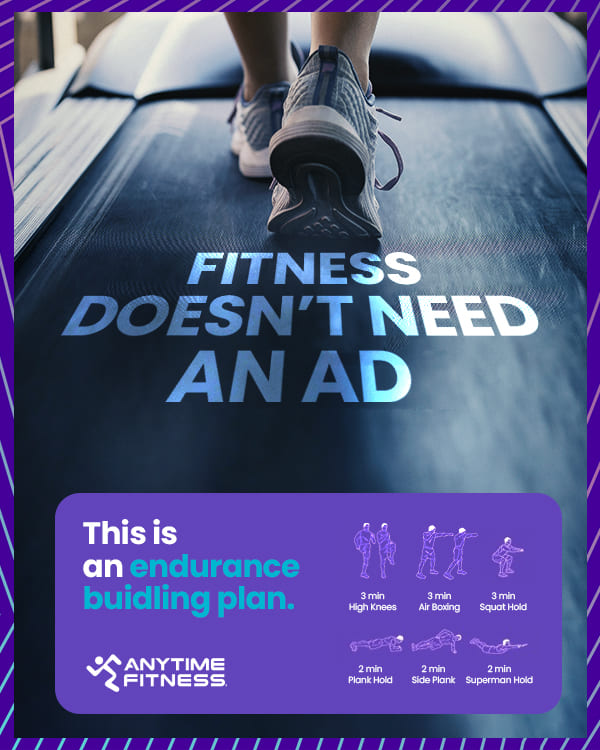 FITNESS
DOESN'T NEED
AN AD
This is
an endurance
buidling plan.
3 min
High Knees
3 min
Air Boxing
3 min
Squat Hold
2 min
Plank Hold
2 min
Side Plank
2 min
Superman Hold
ANYTIME
FITNESS.